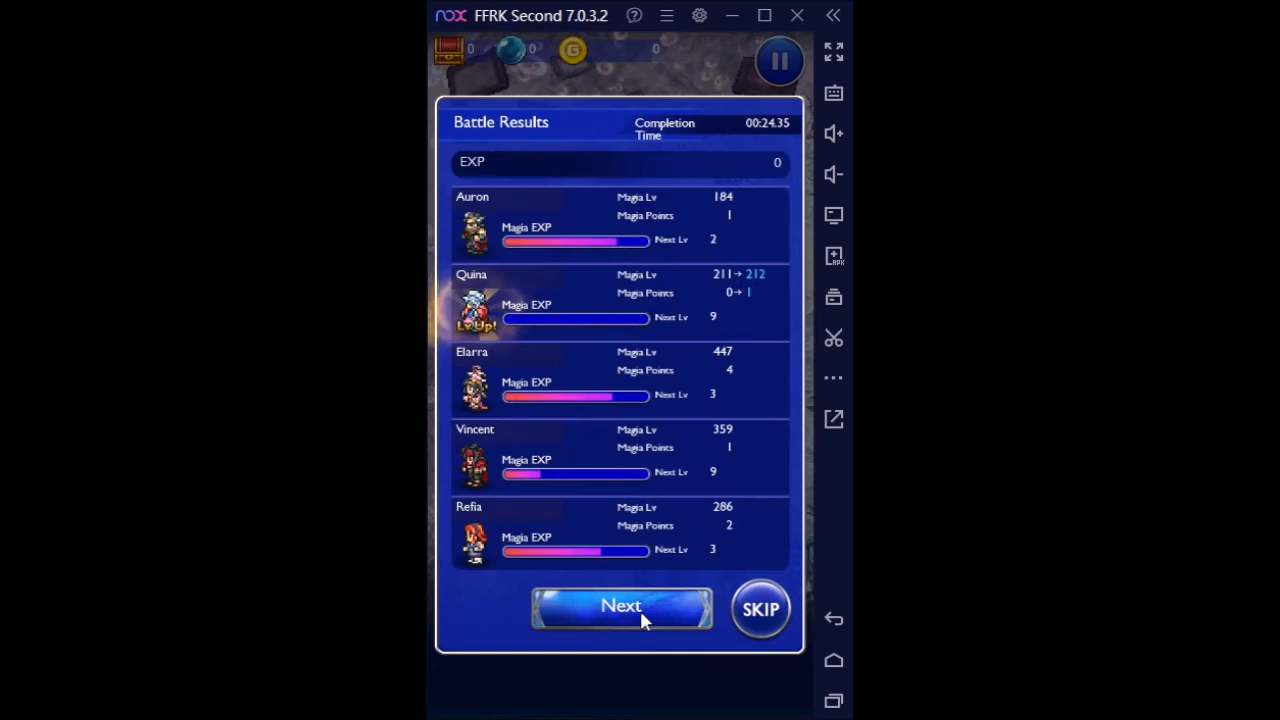 nox FFRK Second 7.0.3.2
0 0 G 0
Battle Results Completion Time 00:24.35
EXP 0
Auron Magia Lv 184
Magia Points 1
Magia EXP Next Lv 2
Quina Magia Lv 211→212
Magia Points 0→1
Magia EXP Next Lv 9
Lv Up!
Elarra Magia Lv 447
Magia Points 4
Magia EXP Next Lv 3
Vincent Magia Lv 359
Magia Points 1
Magia EXP Next Lv 9
Refia Magia Lv 286
Magia Points 2
Magia EXP Next Lv 3
Next SKIP
APK